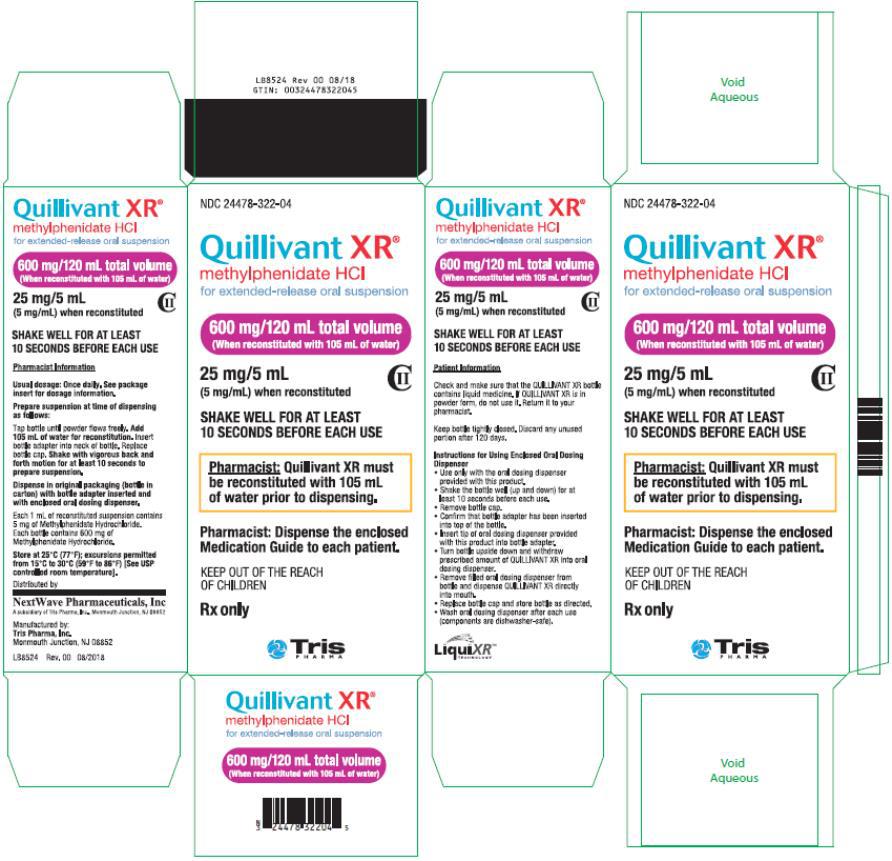 LB8524 Rev 00 08/18
GTIN: 00324478322045
Void
Aqueous
Quillivant XR®
methylphenidate HCl
for extended-release oral suspension
600 mg/120 mL total volume
(When reconstituted with 105 mL of water)
25 mg/5 mL
(5 mg/mL) when reconstituted
CII
SHAKE WELL FOR AT LEAST
10 SECONDS BEFORE EACH USE
Pharmacist Information
Usual dosage: Once daily. See package
insert for dosage information.
Prepare suspension at time of dispensing
as follows:
Tap bottle until powder flows freely. Add
105 mL of water for reconstitution. Insert
bottle adapter into neck of bottle. Replace
bottle cap. Shake with vigorous back and
forth motion for at least 10 seconds to
prepare suspension.
Dispense in original packaging (bottle in
carton) with bottle adapter inserted and
with enclosed oral dosing dispenser.
Each 1 mL of reconstituted suspension contains
5 mg of Methylphenidate Hydrochloride.
Each bottle contains 600 mg of
Methylphenidate Hydrochloride.
Store at 25°C (77°F); excursions permitted
from 15°C to 30°C (59°F to 86°F) [See USP
controlled room temperature].
Distributed by
NextWave Pharmaceuticals, Inc
A subsidiary of Tris Pharma, Inc., Monmouth Junction, NJ 08852
Manufactured by:
Tris Pharma, Inc.
Monmouth Junction, NJ 08852
LB8524 Rev, 00 08/2018
NDC 24478-322-04
Quillivant XR®
methylphenidate HCl
for extended-release oral suspension
600 mg/120 mL total volume
(When reconstituted with 105 mL of water)
25 mg/5 mL
(5 mg/mL) when reconstituted
CII
SHAKE WELL FOR AT LEAST
10 SECONDS BEFORE EACH USE
Pharmacist: Quillivant XR must
be reconstituted with 105 mL
of water prior to dispensing.
Pharmacist: Dispense the enclosed
Medication Guide to each patient.
KEEP OUT OF THE REACH
OF CHILDREN
Rx only
Tris
PHARMA
Quillivant XR®
methylphenidate HCl
for extended-release oral suspension
600 mg/120 mL total volume
(When reconstituted with 105 mL of water)
25 mg/5 mL
(5 mg/mL) when reconstituted
CII
SHAKE WELL FOR AT LEAST
10 SECONDS BEFORE EACH USE
Patient Information
Check and make sure that the QUILLIVANT XR bottle
contains liquid medicine. If QUILLIVANT XR is in
powder form, do not use it. Return it to your
pharmacist.
Keep bottle tightly closed. Discard any unused
portion after 120 days.
Instructions for Using Enclosed Oral Dosing
Dispenser
• Use only with the oral dosing dispenser
provided with this product.
• Shake the bottle well (up and down) for at
least 10 seconds before each use.
• Remove bottle cap.
• Confirm that bottle adapter has been inserted
into top of the bottle.
• Insert tip of oral dosing dispenser provided
with this product into bottle adapter.
• Turn bottle upside down and withdraw
prescribed amount of QUILLIVANT XR into oral
dosing dispenser.
• Remove filled oral dosing dispenser from
bottle and dispense QUILLIVANT XR directly
into mouth.
• Replace bottle cap and store bottle as directed.
• Wash oral dosing dispenser after each use
(components are dishwasher-safe).
LiquiXR™
TECHNOLOGY
NDC 24478-322-04
Quillivant XR®
methylphenidate HCl
for extended-release oral suspension
600 mg/120 mL total volume
(When reconstituted with 105 mL of water)
25 mg/5 mL
(5 mg/mL) when reconstituted
CII
SHAKE WELL FOR AT LEAST
10 SECONDS BEFORE EACH USE
Pharmacist: Quillivant XR must
be reconstituted with 105 mL
of water prior to dispensing.
Pharmacist: Dispense the enclosed
Medication Guide to each patient.
KEEP OUT OF THE REACH
OF CHILDREN
Rx only
Tris
PHARMA
Quillivant XR®
methylphenidate HCl
for extended-release oral suspension
600 mg/120 mL total volume
(When reconstituted with 105 mL of water)
3 24478 32204 5
Void
Aqueous